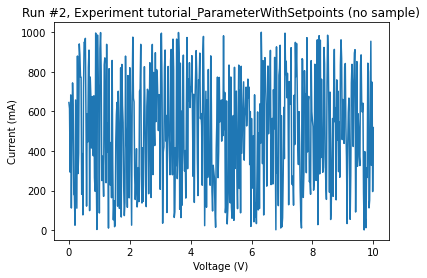 Run #2, Experiment tutorial_ParameterWithSetpoints (no sample)
1000
800
600
400
200
0
Current (mA)
0 2 4 6 8 10
Voltage (V)